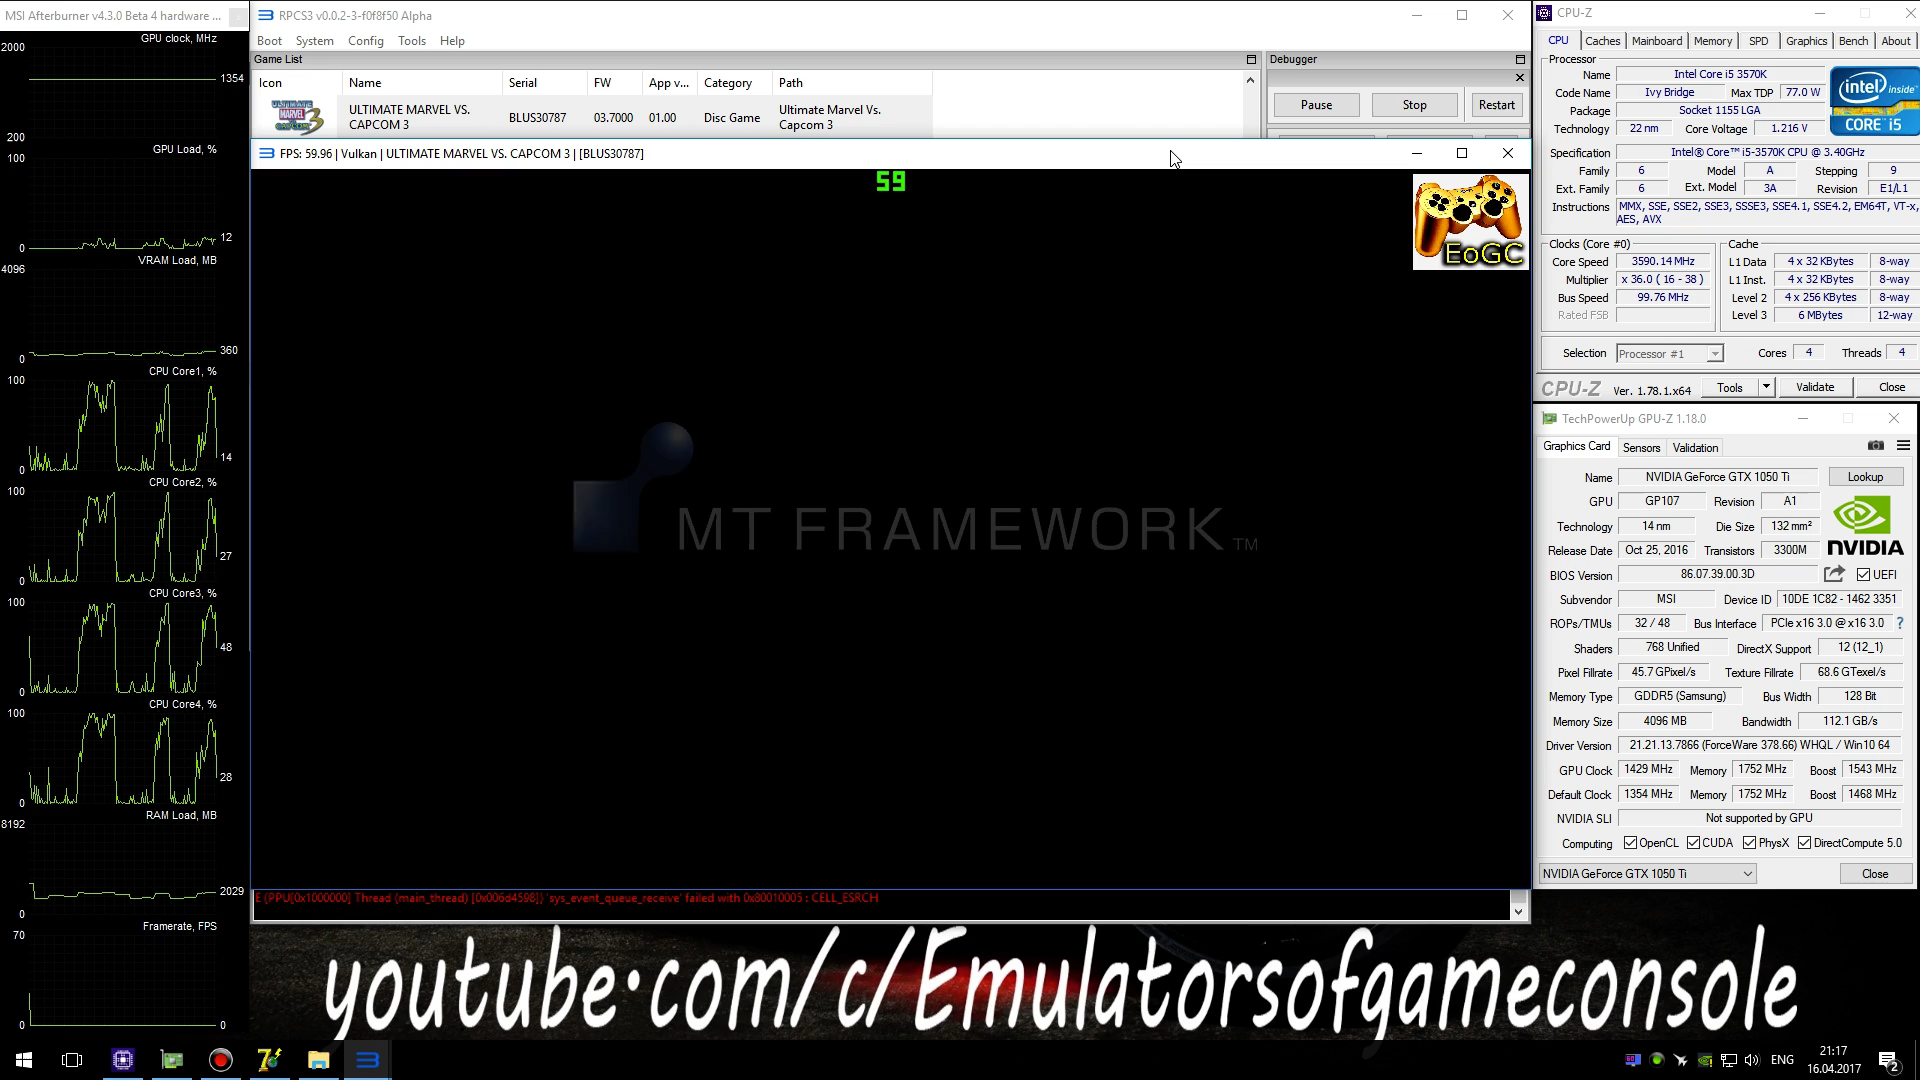 MSI Afterburner v4.3.0 Beta 4 hardware ...
GPU clock, MHz
2000
1354
200
GPU Load, %
100
12
0
VRAM Load, MB
4096
360
0
CPU Core1, %
100
14
0
CPU Core2, %
100
27
0
CPU Core3, %
100
48
0
CPU Core4, %
100
28
0
RAM Load, MB
8192
2029
0
Framerate, FPS
70
0
0
RPCS3 v0.0.2-3-f0f8f50 Alpha
Boot System Config Tools Help
Game List
Icon Name Serial FW App v... Category Path
ULTIMATE MARVEL VS. CAPCOM 3
ULTIMATE MARVEL VS.
CAPCOM 3
BLUS30787 03.7000 01.00 Disc Game
Ultimate Marvel Vs.
Capcom 3
Debugger
Pause Stop Restart
FPS: 59.96 | Vulkan | ULTIMATE MARVEL VS. CAPCOM 3 | [BLUS30787]
59
EoGC
MT FRAMEWORK TM
E {PPU[0x1000000] Thread (main_thread) [0x006d4598]} 'sys_event_queue_receive' failed with 0x80010005 : CELL_ESRCH
CPU-Z
CPU Caches Mainboard Memory SPD Graphics Bench About
Processor
Name Intel Core i5 3570K
Code Name Ivy Bridge Max TDP 77.0 W
Package Socket 1155 LGA
Technology 22 nm Core Voltage 1.216 V
intel inside
CORE i5
Specification Intel® Core™ i5-3570K CPU @ 3.40GHz
Family 6 Model A Stepping 9
Ext. Family 6 Ext. Model 3A Revision E1/L1
Instructions MMX, SSE, SSE2, SSE3, SSSE3, SSE4.1, SSE4.2, EM64T, VT-x,
AES, AVX
Clocks (Core #0)
Core Speed 3590.14 MHz
Multiplier x 36.0 ( 16 - 38 )
Bus Speed 99.76 MHz
Rated FSB
Cache
L1 Data 4 x 32 KBytes 8-way
L1 Inst. 4 x 32 KBytes 8-way
Level 2 4 x 256 KBytes 8-way
Level 3 6 MBytes 12-way
Selection Processor #1 Cores 4 Threads 4
CPU-Z Ver. 1.78.1.x64 Tools Validate Close
TechPowerUp GPU-Z 1.18.0
Graphics Card Sensors Validation
Name NVIDIA GeForce GTX 1050 Ti Lookup
GPU GP107 Revision A1
Technology 14 nm Die Size 132 mm²
Release Date Oct 25, 2016 Transistors 3300M
NVIDIA
BIOS Version 86.07.39.00.3D UEFI
Subvendor MSI Device ID 10DE 1C82 - 1462 3351
ROPs/TMUs 32 / 48 Bus Interface PCIe x16 3.0 @ x16 3.0 ?
Shaders 768 Unified DirectX Support 12 (12_1)
Pixel Fillrate 45.7 GPixel/s Texture Fillrate 68.6 GTexel/s
Memory Type GDDR5 (Samsung) Bus Width 128 Bit
Memory Size 4096 MB Bandwidth 112.1 GB/s
Driver Version 21.21.13.7866 (ForceWare 378.66) WHQL / Win10 64
GPU Clock 1429 MHz Memory 1752 MHz Boost 1543 MHz
Default Clock 1354 MHz Memory 1752 MHz Boost 1468 MHz
NVIDIA SLI Not supported by GPU
Computing OpenCL CUDA PhysX DirectCompute 5.0
NVIDIA GeForce GTX 1050 Ti Close
youtube.com/c/Emulatorsofgameconsole
ENG
21:17
16.04.2017
2